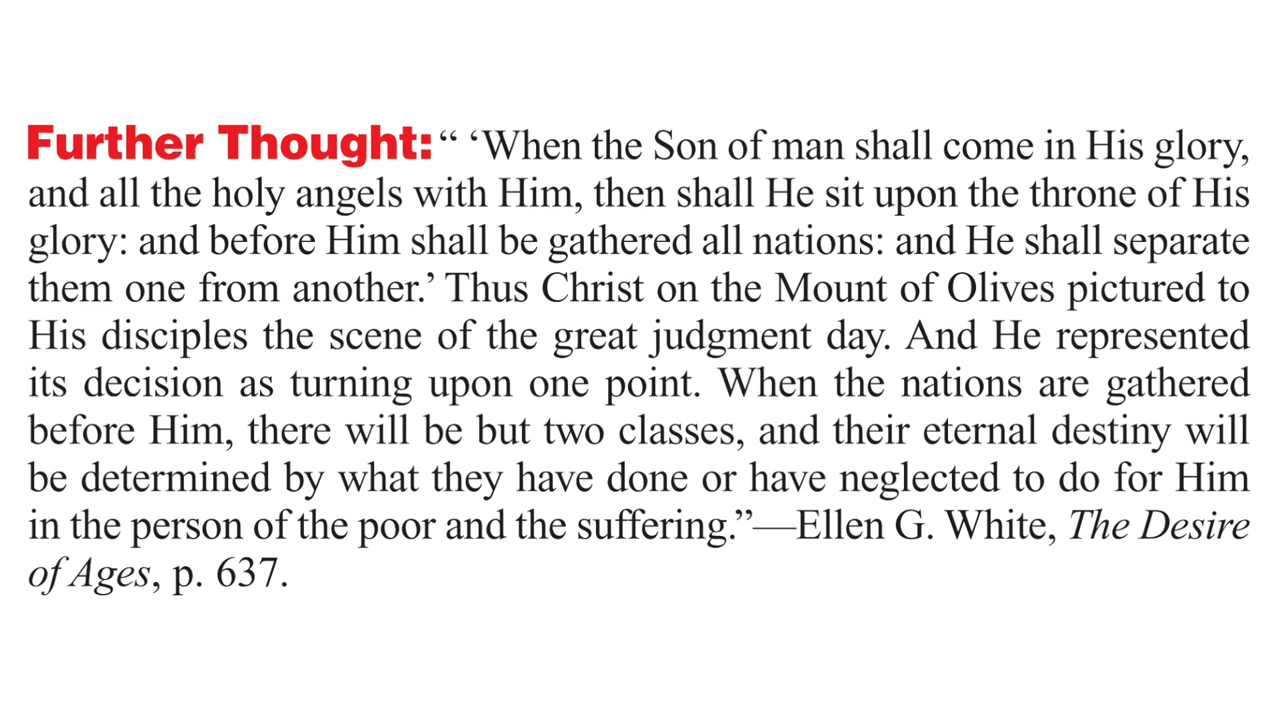 Further Thought: “ ‘When the Son of man shall come in His glory,
and all the holy angels with Him, then shall He sit upon the throne of His
glory: and before Him shall be gathered all nations: and He shall separate
them one from another.’ Thus Christ on the Mount of Olives pictured to
His disciples the scene of the great judgment day. And He represented
its decision as turning upon one point. When the nations are gathered
before Him, there will be but two classes, and their eternal destiny will
be determined by what they have done or have neglected to do for Him
in the person of the poor and the suffering.”—Ellen G. White, The Desire
of Ages, p. 637.